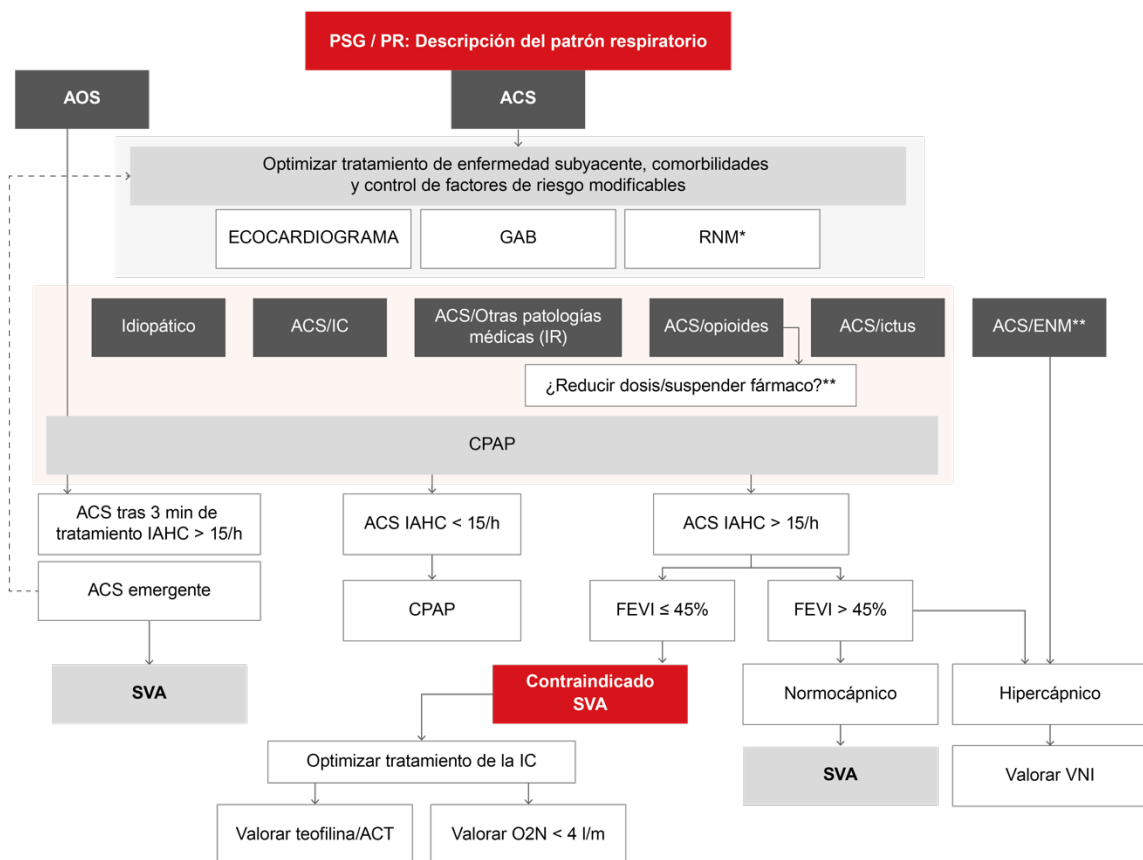 PSG / PR: Descripción del patrón respiratorio
AOS
ACS
Optimizar tratamiento de enfermedad subyacente, comorbilidades
y control de factores de riesgo modificables
ECOCARDIOGRAMA
GAB
RNM*
Idiopático
ACS/IC
ACS/Otras patologías
médicas (IR)
ACS/opioides
ACS/ictus
ACS/ENM**
¿Reducir dosis/suspender fármaco?**
CPAP
ACS tras 3 min de
tratamiento IAHC > 15/h
ACS IAHC < 15/h
ACS IAHC > 15/h
ACS emergente
CPAP
FEVI ≤ 45%
FEVI > 45%
SVA
Contraindicado
SVA
Normocápnico
Hipercápnico
Optimizar tratamiento de la IC
SVA
Valorar VNI
Valorar teofilina/ACT
Valorar O2N < 4 l/m